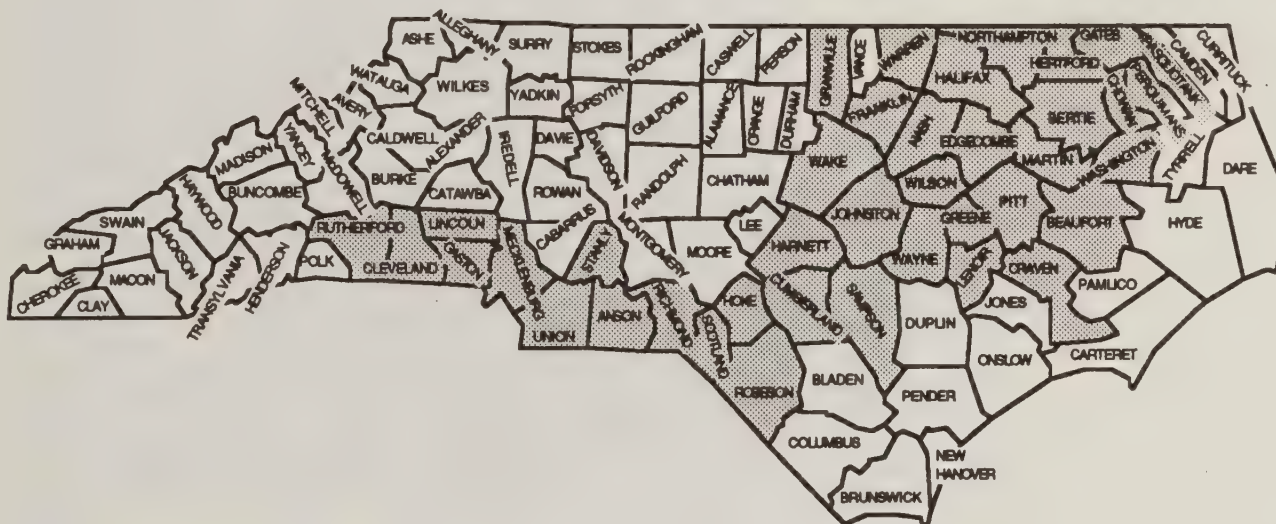 ASHE
ALLEGHANY
SURRY
STOKES
ROCKINGHAM
CASWELL
PERSON
GRANVILLE
VANCE
WARREN
NORTHAMPTON
GATES
HERTFORD
HALIFAX
PASQUOTANK
CAMDEN
CURRITUCK
PERQUIMANS
CHOWAN
BERTIE
WATAUGA
WILKES
YADKIN
FORSYTH
GUILFORD
ALAMANCE
ORANGE
DURHAM
FRANKLIN
NASH
EDGECOMBE
MARTIN
WASHINGTON
TYRRELL
DARE
MITCHELL
AVERY
CALDWELL
ALEXANDER
IREDELL
DAVIE
DAVIDSON
RANDOLPH
CHATHAM
WAKE
WILSON
PITT
BEAUFORT
HYDE
MADISON
YANCEY
MCDOWELL
BURKE
CATAWBA
ROWAN
BUNCOMBE
HAYWOOD
SWAIN
GRAHAM
JACKSON
CHEROKEE
MACON
CLAY
TRANSYLVANIA
HENDERSON
POLK
RUTHERFORD
CLEVELAND
LINCOLN
GASTON
MECKLENBURG
CABARRUS
STANLY
MONTGOMERY
MOORE
LEE
HARNETT
JOHNSTON
GREENE
WAYNE
LENOIR
CRAVEN
PAMLICO
JONES
UNION
ANSON
RICHMOND
SCOTLAND
HOKE
CUMBERLAND
SAMPSON
DUPLIN
ONSLOW
CARTERET
ROBESON
BLADEN
PENDER
COLUMBUS
NEW
HANOVER
BRUNSWICK